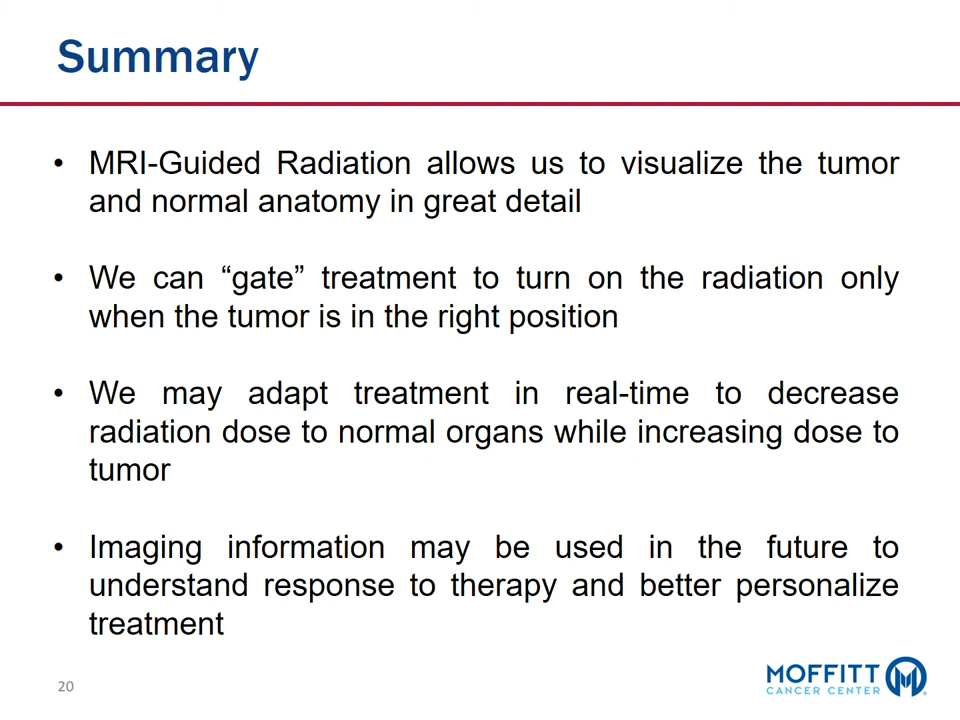 Summary
• MRI-Guided Radiation allows us to visualize the tumor
and normal anatomy in great detail
• We can “gate” treatment to turn on the radiation only
when the tumor is in the right position
• We may adapt treatment in real-time to decrease
radiation dose to normal organs while increasing dose to
tumor
• Imaging information may be used in the future to
understand response to therapy and better personalize
treatment
20
MOFFITT
CANCER CENTER
®